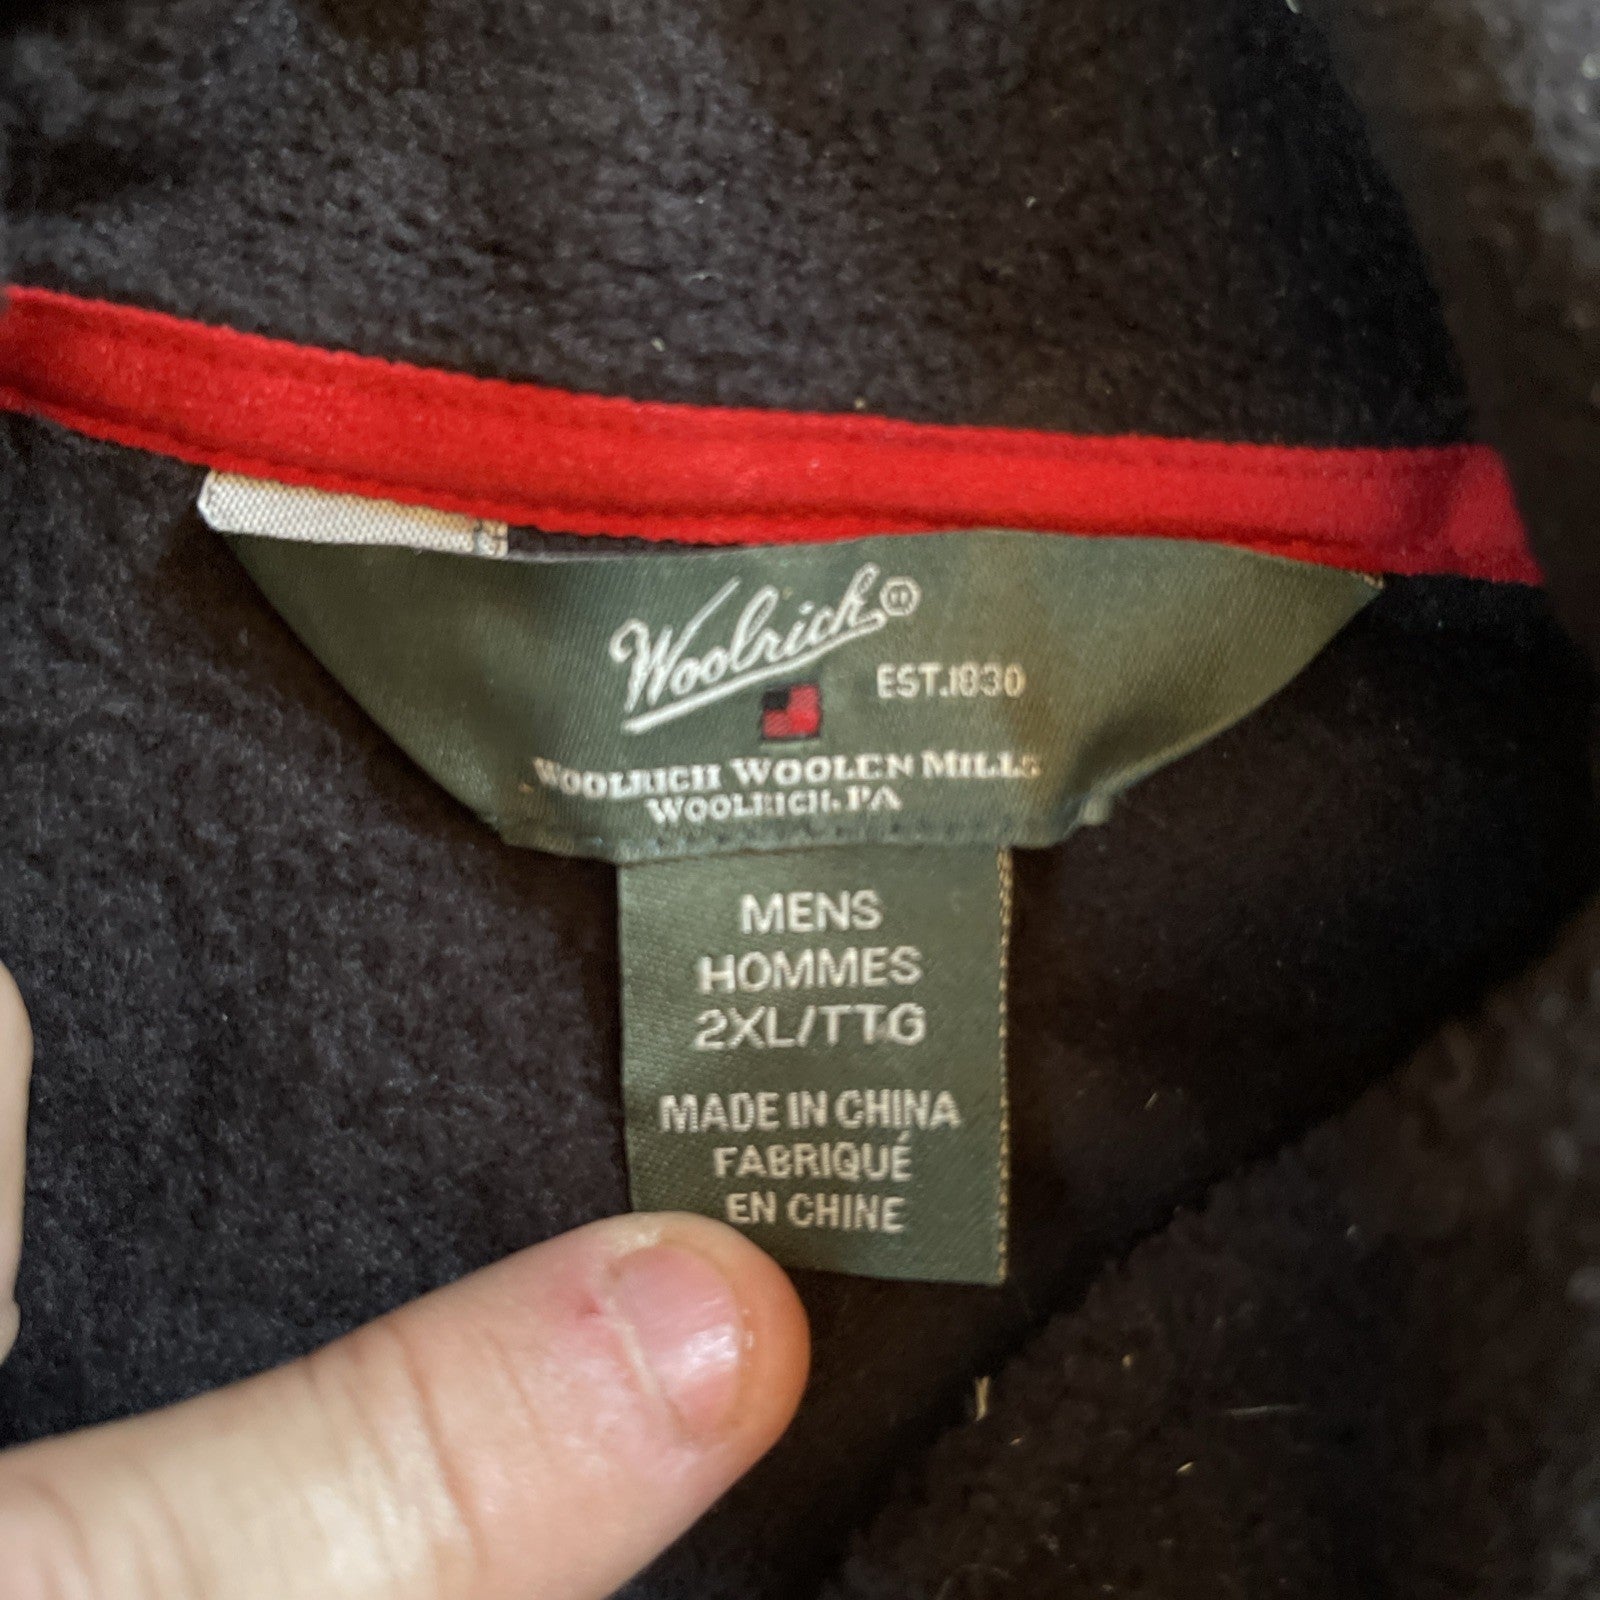 Woolrich®
EST.1830
WOOLRICH WOOLEN MILLS
WOOLRICH, PA
MENS
HOMMES
2XL/TTG
MADE IN CHINA
FABRIQUÉ
EN CHINE